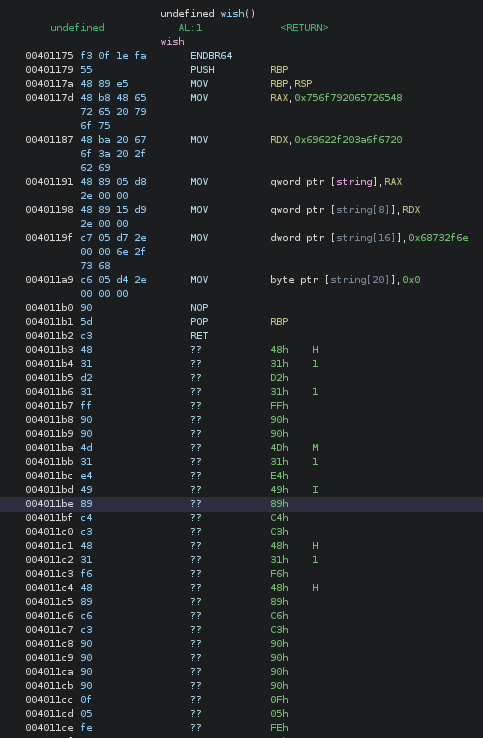 undefined wish()
undefined AL:1 <RETURN>
wish
00401175 f3 0f 1e fa ENDBR64
00401179 55 PUSH RBP
0040117a 48 89 e5 MOV RBP,RSP
0040117d 48 b8 48 65 MOV RAX,0x756f792065726548
72 65 20 79
6f 75
00401187 48 ba 20 67 MOV RDX,0x69622f203a6f6720
6f 3a 20 2f
62 69
00401191 48 89 05 d8 MOV qword ptr [string],RAX
2e 00 00
00401198 48 89 15 d9 MOV qword ptr [string[8]],RDX
2e 00 00
0040119f c7 05 d7 2e MOV dword ptr [string[16]],0x68732f6e
00 00 6e 2f
73 68
004011a9 c6 05 d4 2e MOV byte ptr [string[20]],0x0
00 00 00
004011b0 90 NOP
004011b1 5d POP RBP
004011b2 c3 RET
004011b3 48 ?? 48h H
004011b4 31 ?? 31h 1
004011b5 d2 ?? D2h
004011b6 31 ?? 31h 1
004011b7 ff ?? FFh
004011b8 90 ?? 90h
004011b9 90 ?? 90h
004011ba 4d ?? 4Dh M
004011bb 31 ?? 31h 1
004011bc e4 ?? E4h
004011bd 49 ?? 49h I
004011be 89 ?? 89h
004011bf c4 ?? C4h
004011c0 c3 ?? C3h
004011c1 48 ?? 48h H
004011c2 31 ?? 31h 1
004011c3 f6 ?? F6h
004011c4 48 ?? 48h H
004011c5 89 ?? 89h
004011c6 c6 ?? C6h
004011c7 c3 ?? C3h
004011c8 90 ?? 90h
004011c9 90 ?? 90h
004011ca 90 ?? 90h
004011cb 90 ?? 90h
004011cc 0f ?? 0Fh
004011cd 05 ?? 05h
004011ce fe ?? FEh